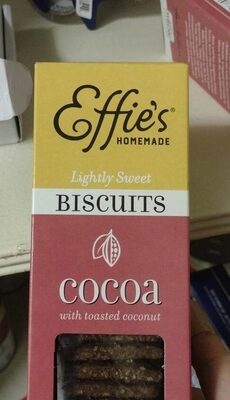 Effie's®
HOMEMADE
Lightly Sweet
BISCUITS
cocoa
with toasted coconut